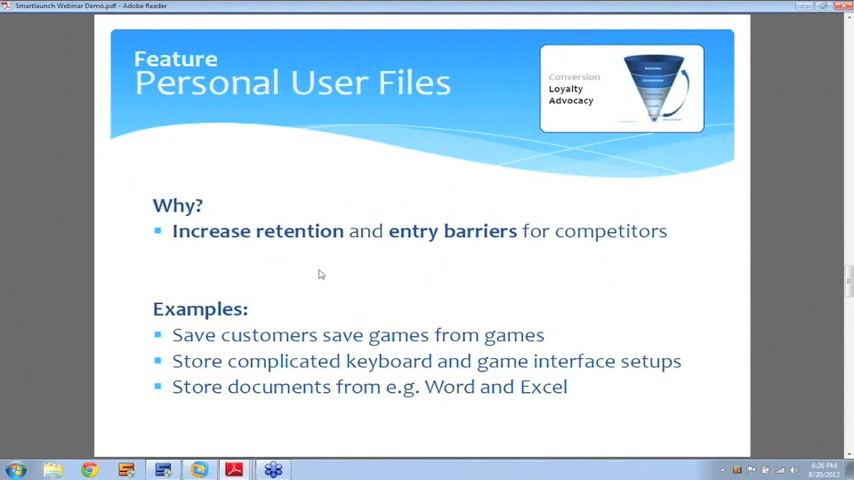 Smartlaunch Webinar Demo.pdf - Adobe Reader
Feature
Personal User Files
Conversion
Loyalty
Advocacy
Why?
Increase retention and entry barriers for competitors
Examples:
Save customers save games from games
Store complicated keyboard and game interface setups
Store documents from e.g. Word and Excel
6:26 PM
8/20/2012